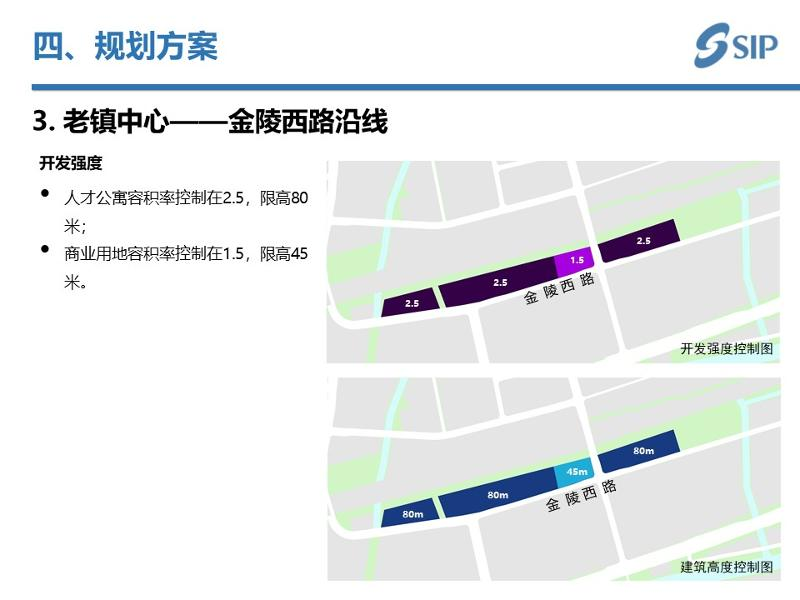 四、规划方案
SIP
3. 老镇中心——金陵西路沿线
开发强度
• 人才公寓容积率控制在2.5，限高80
米；
• 商业用地容积率控制在1.5，限高45
米。
2.5
1.5
2.5
2.5
金陵西路
开发强度控制图
80m
45m
80m
80m
金陵西路
建筑高度控制图